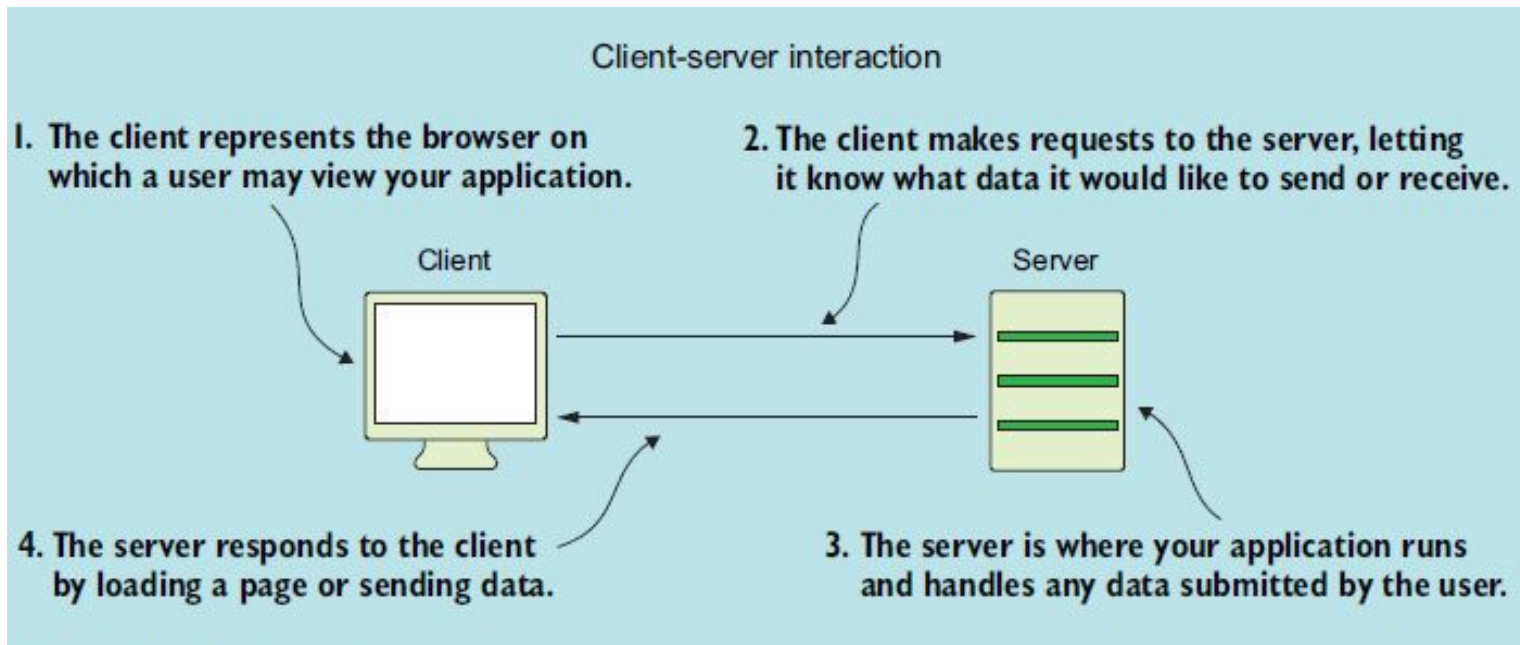 Client-server interaction
1. The client represents the browser on
which a user may view your application.
2. The client makes requests to the server, letting
it know what data it would like to send or receive.
Client
Server
4. The server responds to the client
by loading a page or sending data.
3. The server is where your application runs
and handles any data submitted by the user.